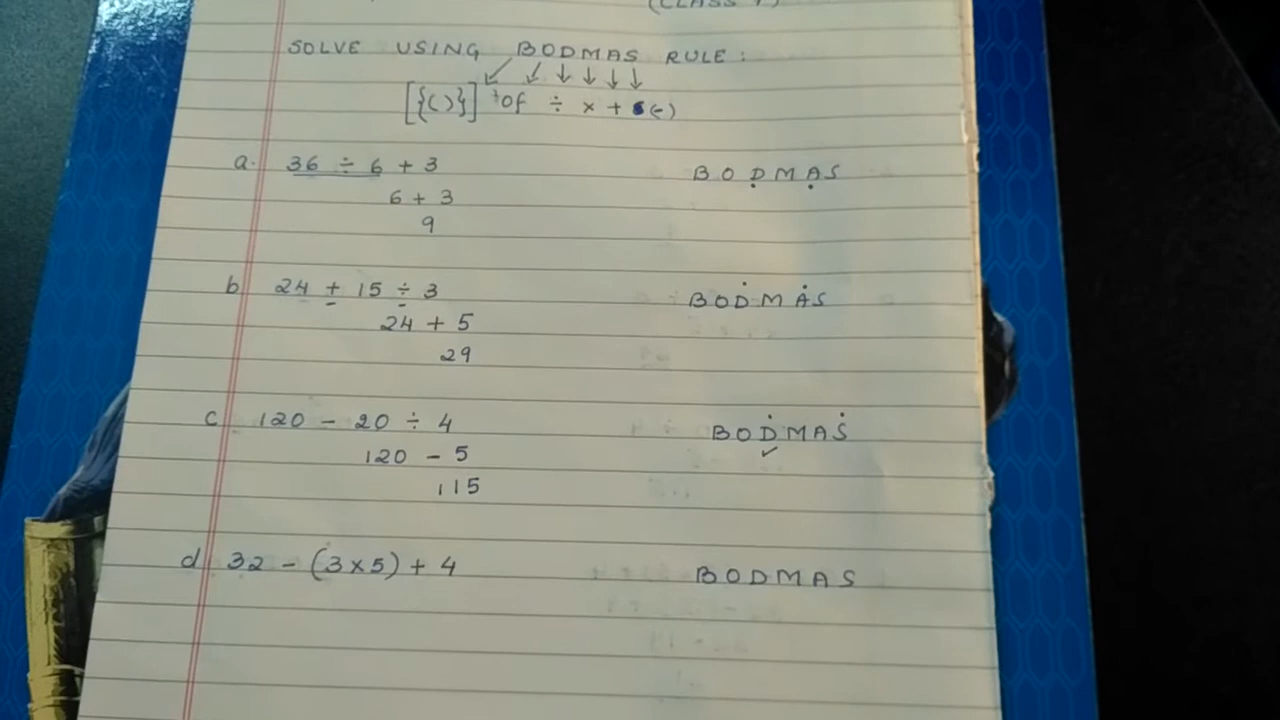 (CLASS
SOLVE USING BODMAS RULE :
[{()}] of ÷ × + (-)
a. 36 ÷ 6 + 3 BODMAS
6 + 3
9
b 24 + 15 ÷ 3 BODMAS
24 + 5
29
c 120 - 20 ÷ 4 BODMAS
120 - 5
115
d 32 - (3×5) + 4 BODMAS